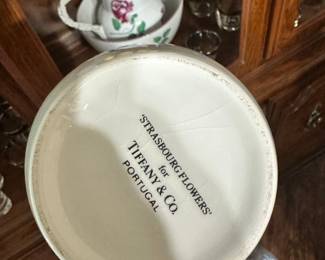 'STRASBOURG FLOWERS'
for
TIFFANY & CO.
PORTUGAL